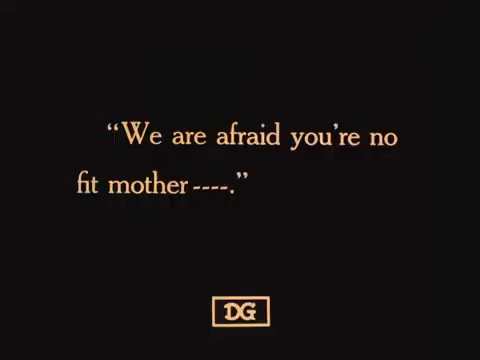 “We are afraid you're no
fit mother ----.”
DG